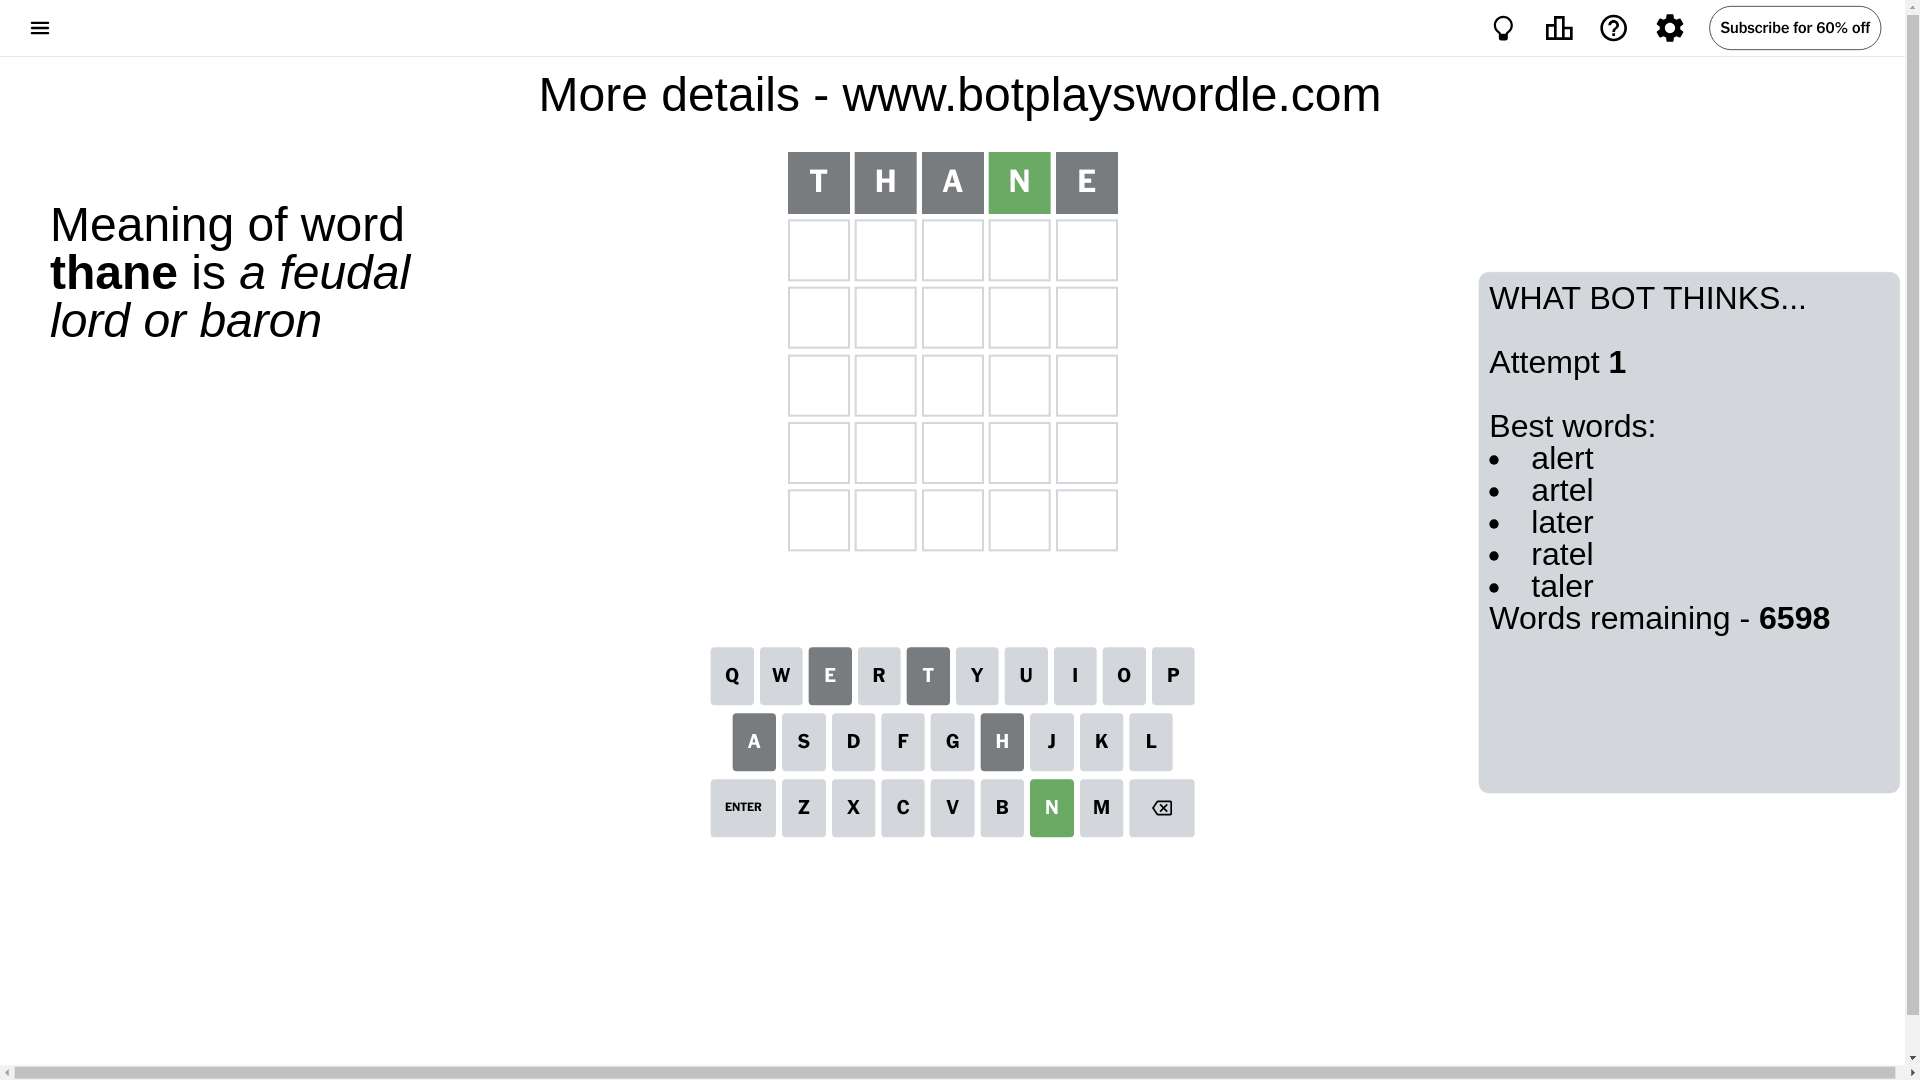 Subscribe for 60% off
More details - www.botplayswordle.com
T H A N E
Meaning of word
thane is a feudal
lord or baron
WHAT BOT THINKS...
Attempt 1
Best words:
• alert
• artel
• later
• ratel
• taler
Words remaining - 6598
Q W E R T Y U I O P
A S D F G H J K L
ENTER Z X C V B N M